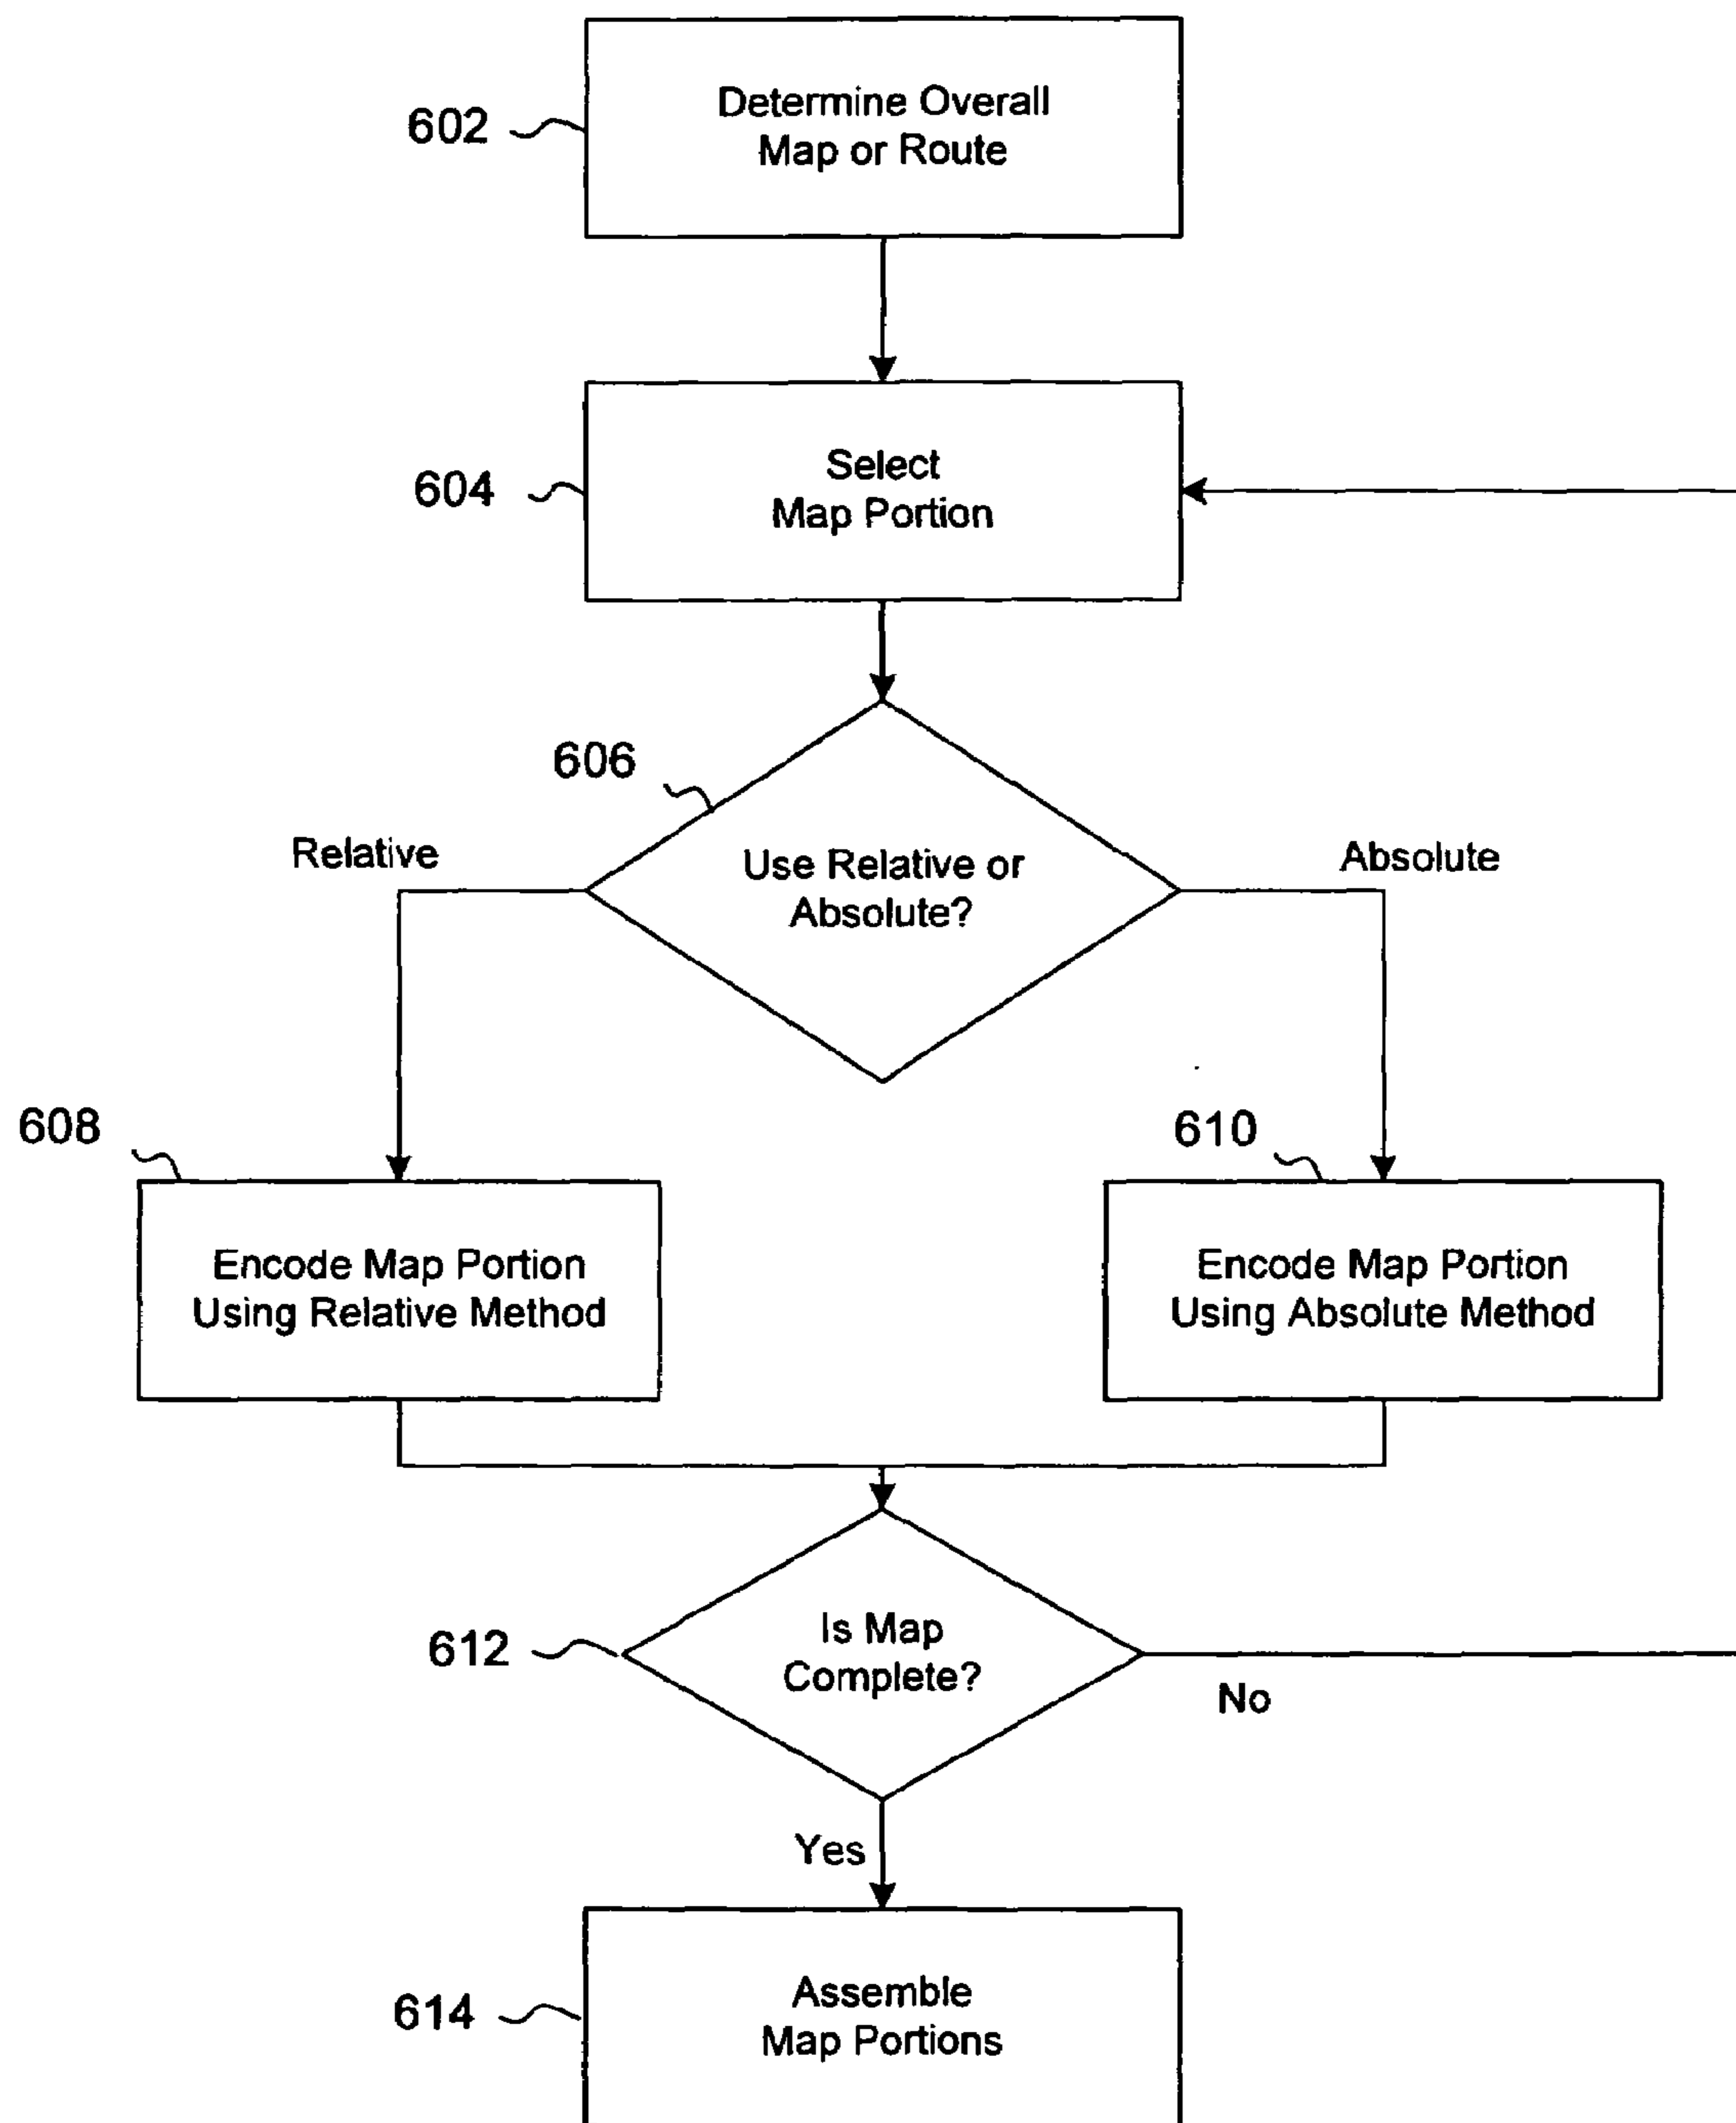 602
Determine Overall
Map or Route
604
Select
Map Portion
606
Relative
Use Relative or
Absolute?
Absolute
608
610
Encode Map Portion
Using Relative Method
Encode Map Portion
Using Absolute Method
612
Is Map
Complete?
No
Yes
614
Assemble
Map Portions